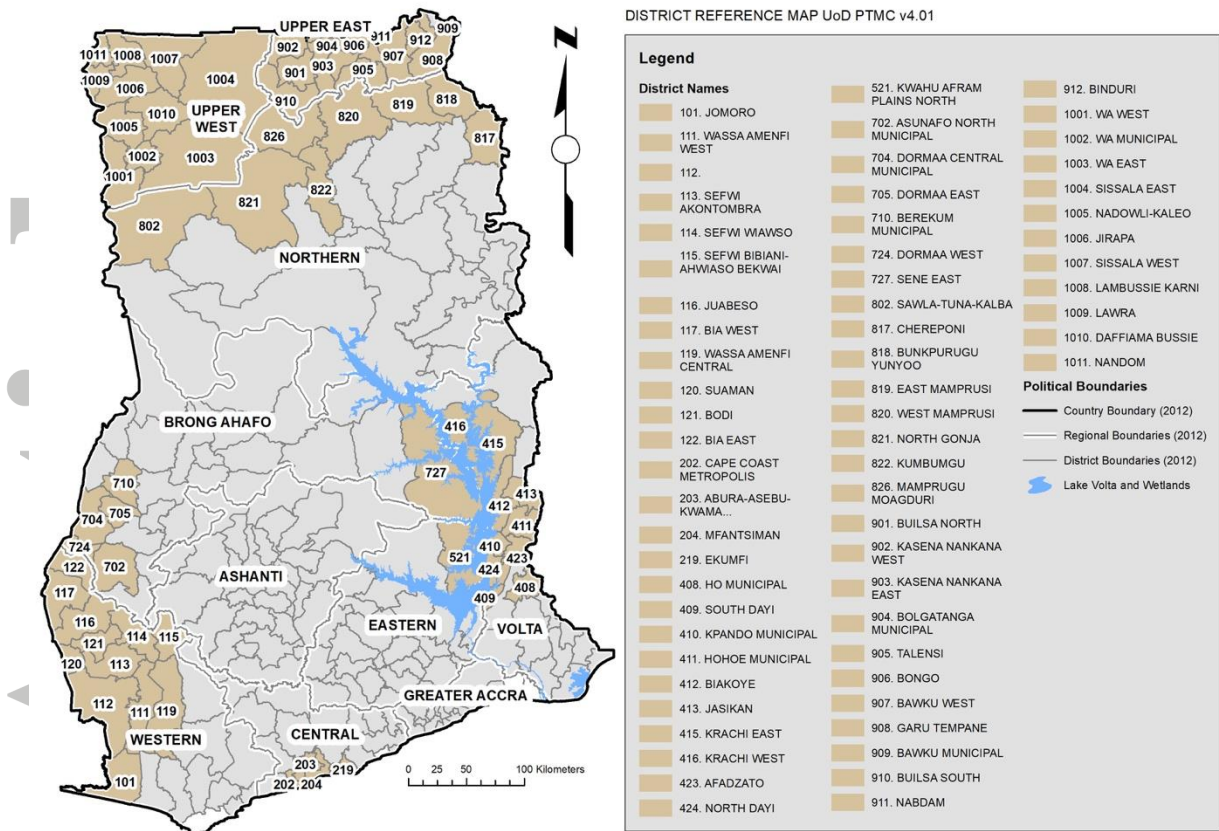 DISTRICT REFERENCE MAP UoD PTMC v4.01
UPPER EAST
909
911
902
904
906
912
1011
1008
1007
907
1004
903
908
901
905
1009
1006
910
819
818
UPPER
WEST
1010
820
826
817
1005
1002
1003
1001
822
821
802
NORTHERN
N
BRONG AHAFO
416
415
727
710
413
412
704
705
411
724
410
423
122
702
521
ASHANTI
424
408
117
409
116
EASTERN
VOLTA
114
115
121
120
113
GREATER ACCRA
112
111
119
WESTERN
CENTRAL
203
219
101
202
204
0 25 50 100 Kilometers
Legend
District Names
101. JOMORO
111. WASSA AMENFI
WEST
112.
113. SEFWI
AKONTOMBRA
114. SEFWI WIAWSO
115. SEFWI BIBIANI-
AHWIASO BEKWAI
116. JUABESO
117. BIA WEST
119. WASSA AMENFI
CENTRAL
120. SUAMAN
121. BODI
122. BIA EAST
202. CAPE COAST
METROPOLIS
203. ABURA-ASEBU-
KWAMA...
204. MFANTSIMAN
219. EKUMFI
408. HO MUNICIPAL
409. SOUTH DAYI
410. KPANDO MUNICIPAL
411. HOHOE MUNICIPAL
412. BIAKOYE
413. JASIKAN
415. KRACHI EAST
416. KRACHI WEST
423. AFADZATO
424. NORTH DAYI
521. KWAHU AFRAM
PLAINS NORTH
702. ASUNAFO NORTH
MUNICIPAL
704. DORMAA CENTRAL
MUNICIPAL
705. DORMAA EAST
710. BEREKUM
MUNICIPAL
724. DORMAA WEST
727. SENE EAST
802. SAWLA-TUNA-KALBA
817. CHEREPONI
818. BUNKPURUGU
YUNYOO
819. EAST MAMPRUSI
820. WEST MAMPRUSI
821. NORTH GONJA
822. KUMBUMGU
826. MAMPRUGU
MOAGDURI
901. BUILSA NORTH
902. KASENA NANKANA
WEST
903. KASENA NANKANA
EAST
904. BOLGATANGA
MUNICIPAL
905. TALENSI
906. BONGO
907. BAWKU WEST
908. GARU TEMPANE
909. BAWKU MUNICIPAL
910. BUILSA SOUTH
911. NABDAM
912. BINDURI
1001. WA WEST
1002. WA MUNICIPAL
1003. WA EAST
1004. SISSALA EAST
1005. NADOWLI-KALEO
1006. JIRAPA
1007. SISSALA WEST
1008. LAMBUSSIE KARNI
1009. LAWRA
1010. DAFFIAMA BUSSIE
1011. NANDOM
Political Boundaries
Country Boundary (2012)
Regional Boundaries (2012)
District Boundaries (2012)
Lake Volta and Wetlands